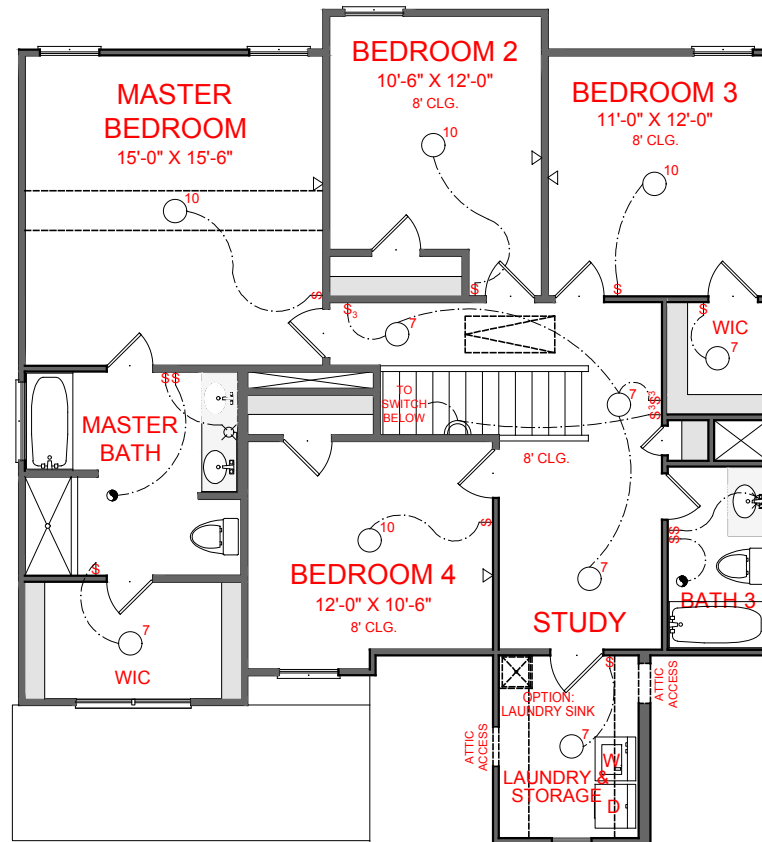 BEDROOM 2
10'-6" X 12'-0"
8' CLG.
10
MASTER
BEDROOM
15'-0" X 15'-6"
10
$
BEDROOM 3
11'-0" X 12'-0"
8' CLG.
10
$
$
$3
7
$
WIC
7
7
$3$3
TO
SWITCH
BELOW
8' CLG.
$$
MASTER
BATH
$
7
WIC
10
$
BEDROOM 4
12'-0" X 10'-6"
8' CLG.
7
STUDY
$$
BATH 3
$
OPTION:
LAUNDRY SINK
7
W
LAUNDRY &
STORAGE
D
ATTIC
ACCESS
ATTIC
ACCESS